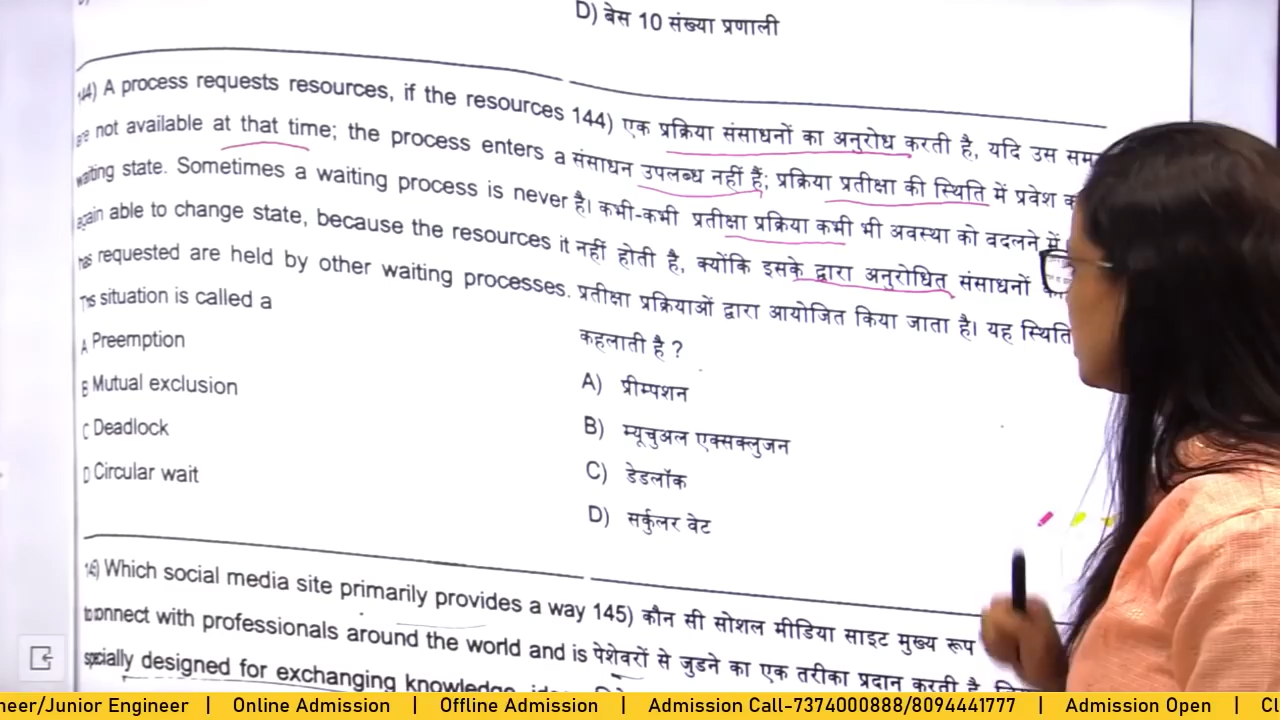 D) बेस 10 संख्या प्रणाली
144) A process requests resources, if the resources
are not available at that time; the process enters a
waiting state. Sometimes a waiting process is never
again able to change state, because the resources it
has requested are held by other waiting processes.
This situation is called a
A Preemption
B Mutual exclusion
C Deadlock
D Circular wait
144) एक प्रक्रिया संसाधनों का अनुरोध करती है, यदि उस
संसाधन उपलब्ध नहीं हैं; प्रक्रिया प्रतीक्षा की स्थिति में प्रवेश
है। कभी-कभी प्रतीक्षा प्रक्रिया कभी भी अवस्था को बदलने में
नहीं होती है, क्योंकि इसके द्वारा अनुरोधित संसाधनों
प्रतीक्षा प्रक्रियाओं द्वारा आयोजित किया जाता है। यह स्थिति
कहलाती है ?
A) प्रीम्पशन
B) म्यूचुअल एक्सक्लुजन
C) डेडलॉक
D) सर्कुलर वेट
145) Which social media site primarily provides a way
to connect with professionals around the world and is
specially designed for exchanging knowledge,
145) कौन सी सोशल मीडिया साइट मुख्य रूप
पेशेवरों से जुडने का एक तरीका प्रदान करती है,
neer/Junior Engineer | Online Admission | Offline Admission | Admission Call-7374000888/8094441777 | Admission Open |